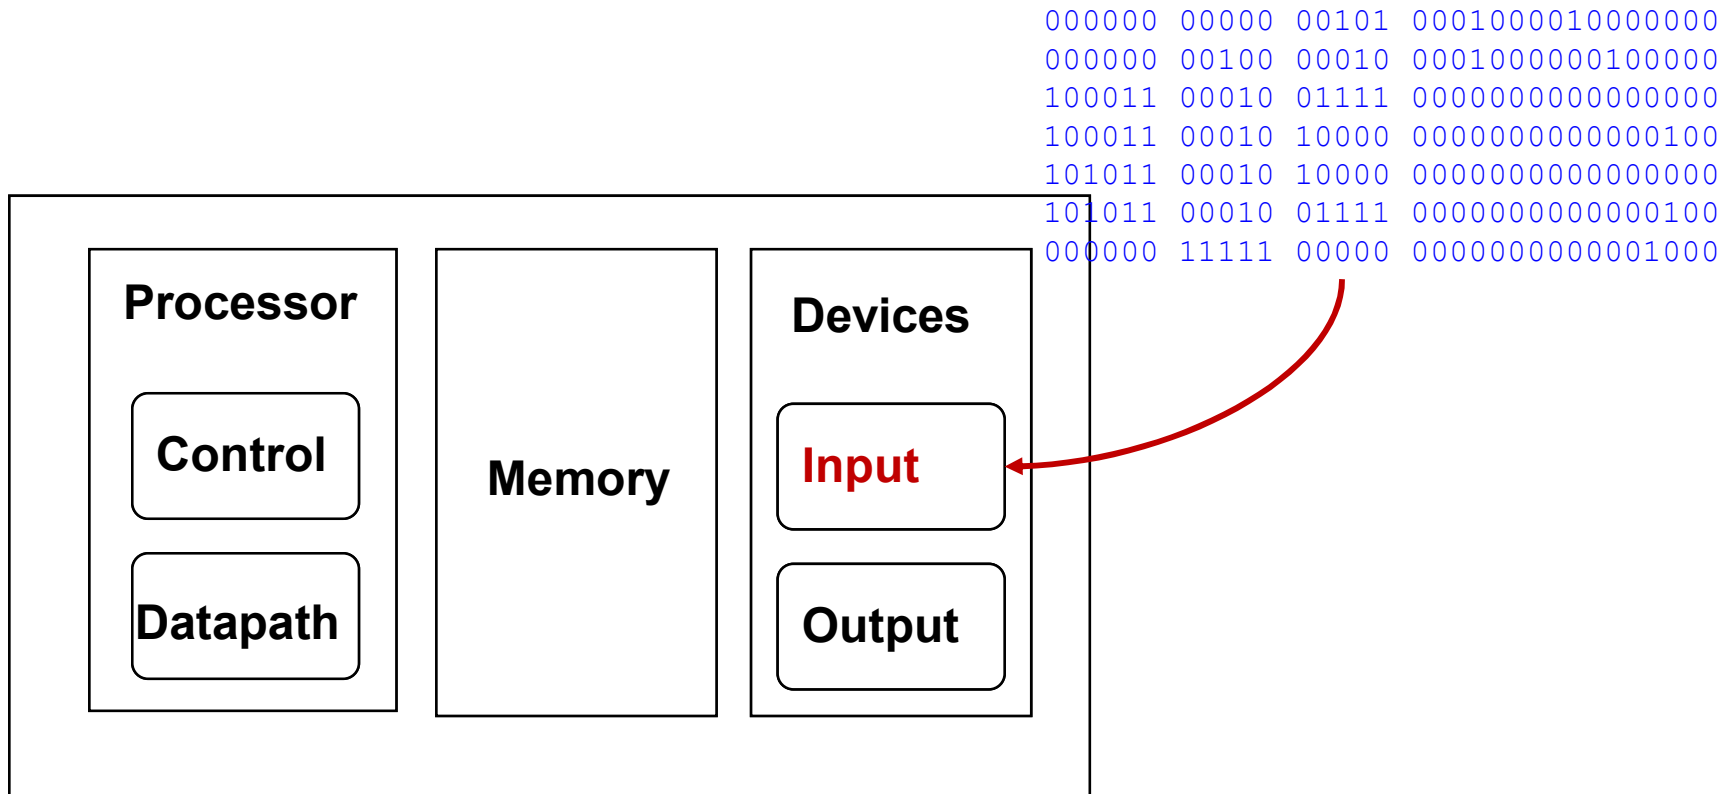 000000 00000 00101 0001000010000000
000000 00100 00010 0001000000100000
100011 00010 01111 0000000000000000
100011 00010 10000 0000000000000100
101011 00010 10000 0000000000000000
101011 00010 01111 0000000000000100
000000 11111 00000 0000000000001000
Processor
Control
Datapath
Memory
Devices
Input
Output